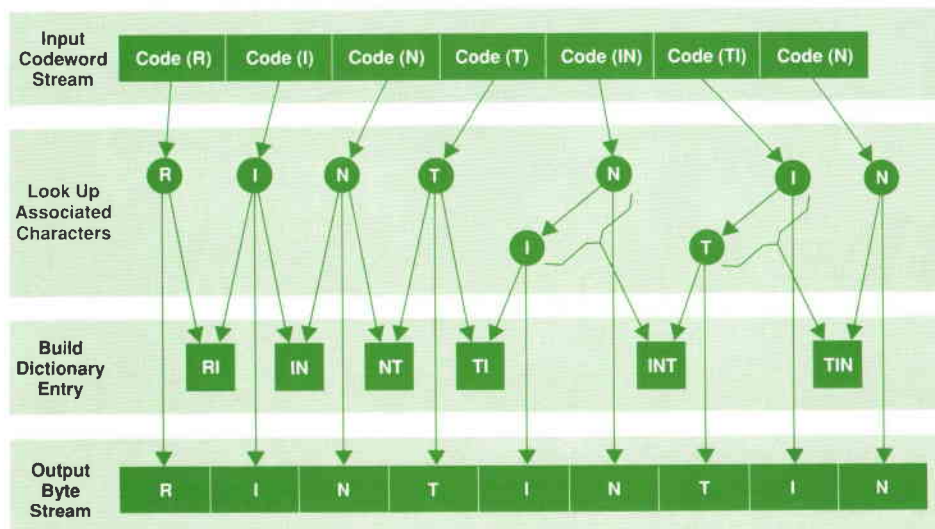 Input
Codeword
Stream
Code (R) Code (I) Code (N) Code (T) Code (IN) Code (TI) Code (N)
Look Up
Associated
Characters
R I N T N I N
I T
Build
Dictionary
Entry
RI IN NT TI INT TIN
Output
Byte
Stream
R I N T I N T I N